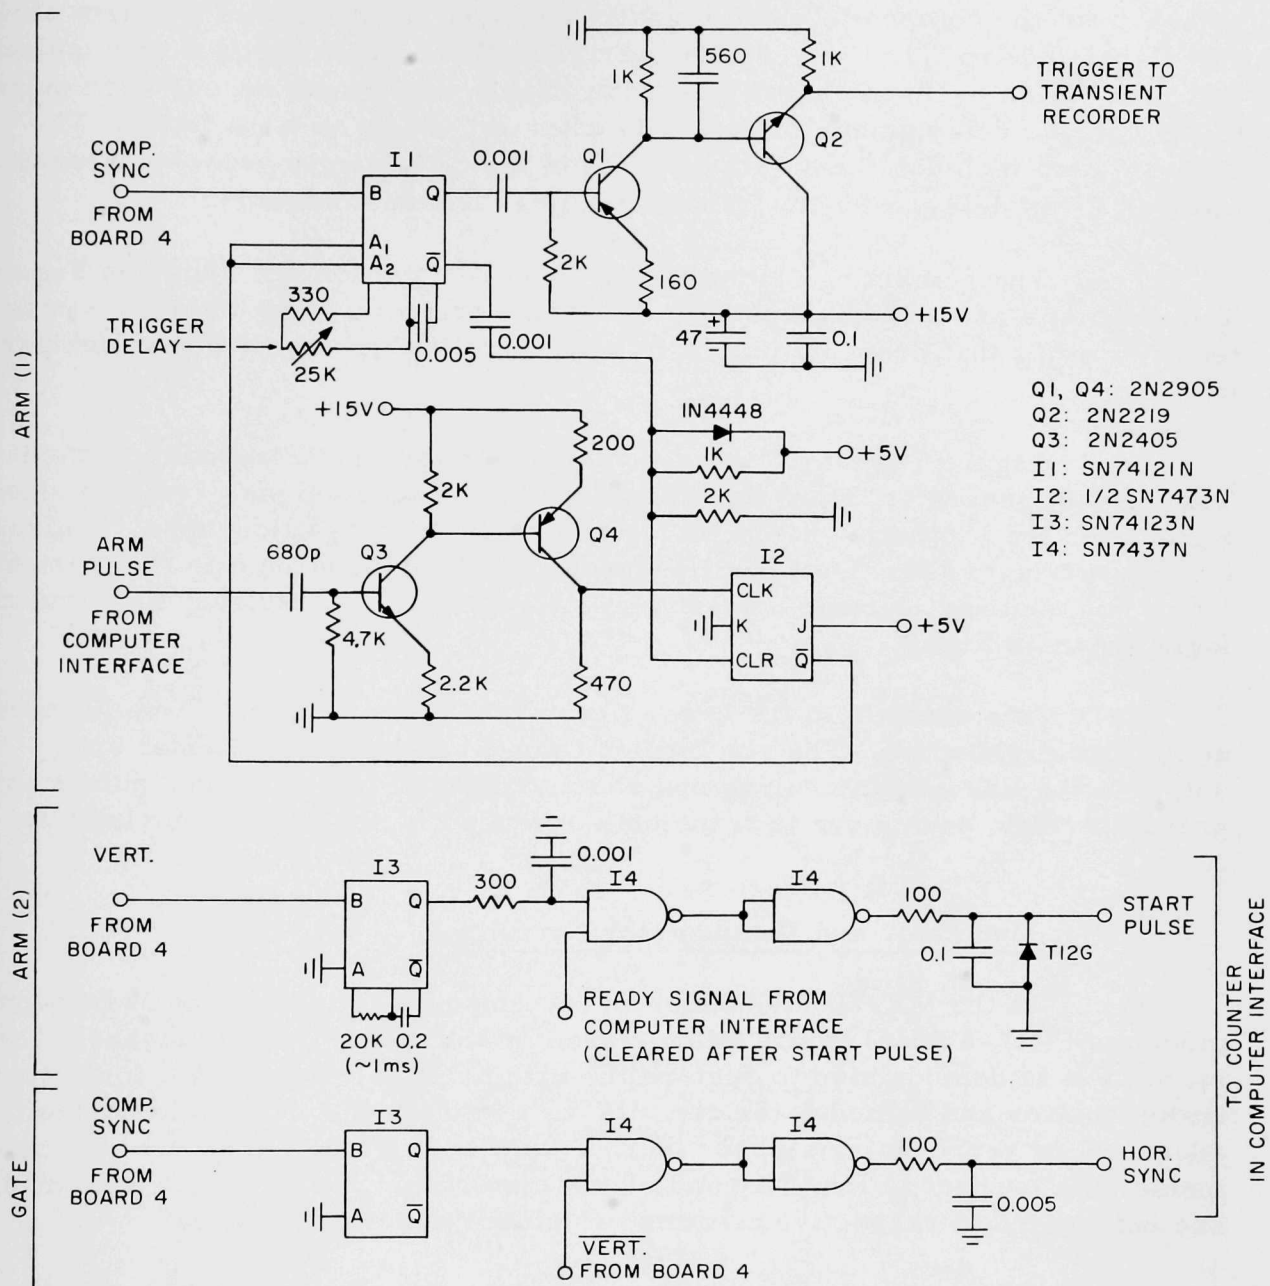 ARM (1)
COMP.
SYNC
FROM
BOARD 4
I1
B Q
A1
A2 Q̅
0.001
330
TRIGGER
DELAY
25K
0.005
0.001
Q1
2K
160
1K
560
1K
Q2
TRIGGER TO
TRANSIENT
RECORDER
+15V
47
+
-
0.1
+15V
2K
200
Q4
ARM
PULSE
FROM
COMPUTER
INTERFACE
680p
Q3
4.7K
2.2K
470
1N4448
1K
+5V
2K
I2
CLK
K J
CLR Q̅
+5V
Q1, Q4: 2N2905
Q2: 2N2219
Q3: 2N2405
I1: SN74121N
I2: 1/2 SN7473N
I3: SN74123N
I4: SN7437N
ARM (2)
VERT.
FROM
BOARD 4
I3
B Q
A Q̅
20K 0.2
(~1ms)
300
0.001
I4
I4
READY SIGNAL FROM
COMPUTER INTERFACE
(CLEARED AFTER START PULSE)
100
0.1
T12G
START
PULSE
GATE
COMP.
SYNC
FROM
BOARD 4
I3
B Q
A Q̅
I4
I4
V̅E̅R̅T̅.̅
FROM BOARD 4
100
0.005
HOR.
SYNC
TO COUNTER
IN COMPUTER INTERFACE